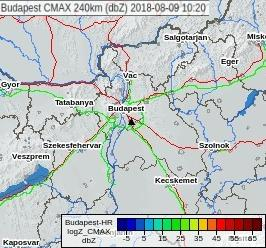 Budapest CMAX 240km (dbZ) 2018-08-09 10:20
Salgotarjan
Eger
Vac
Gyor
Tatabanya
Budapest
Szekesfehervar
Szolnok
Veszprem
Kecskemet
Kaposvar
Budapest-HR
logZ_CMAX
dbZ
-5 5 15 25 35 45 55 65